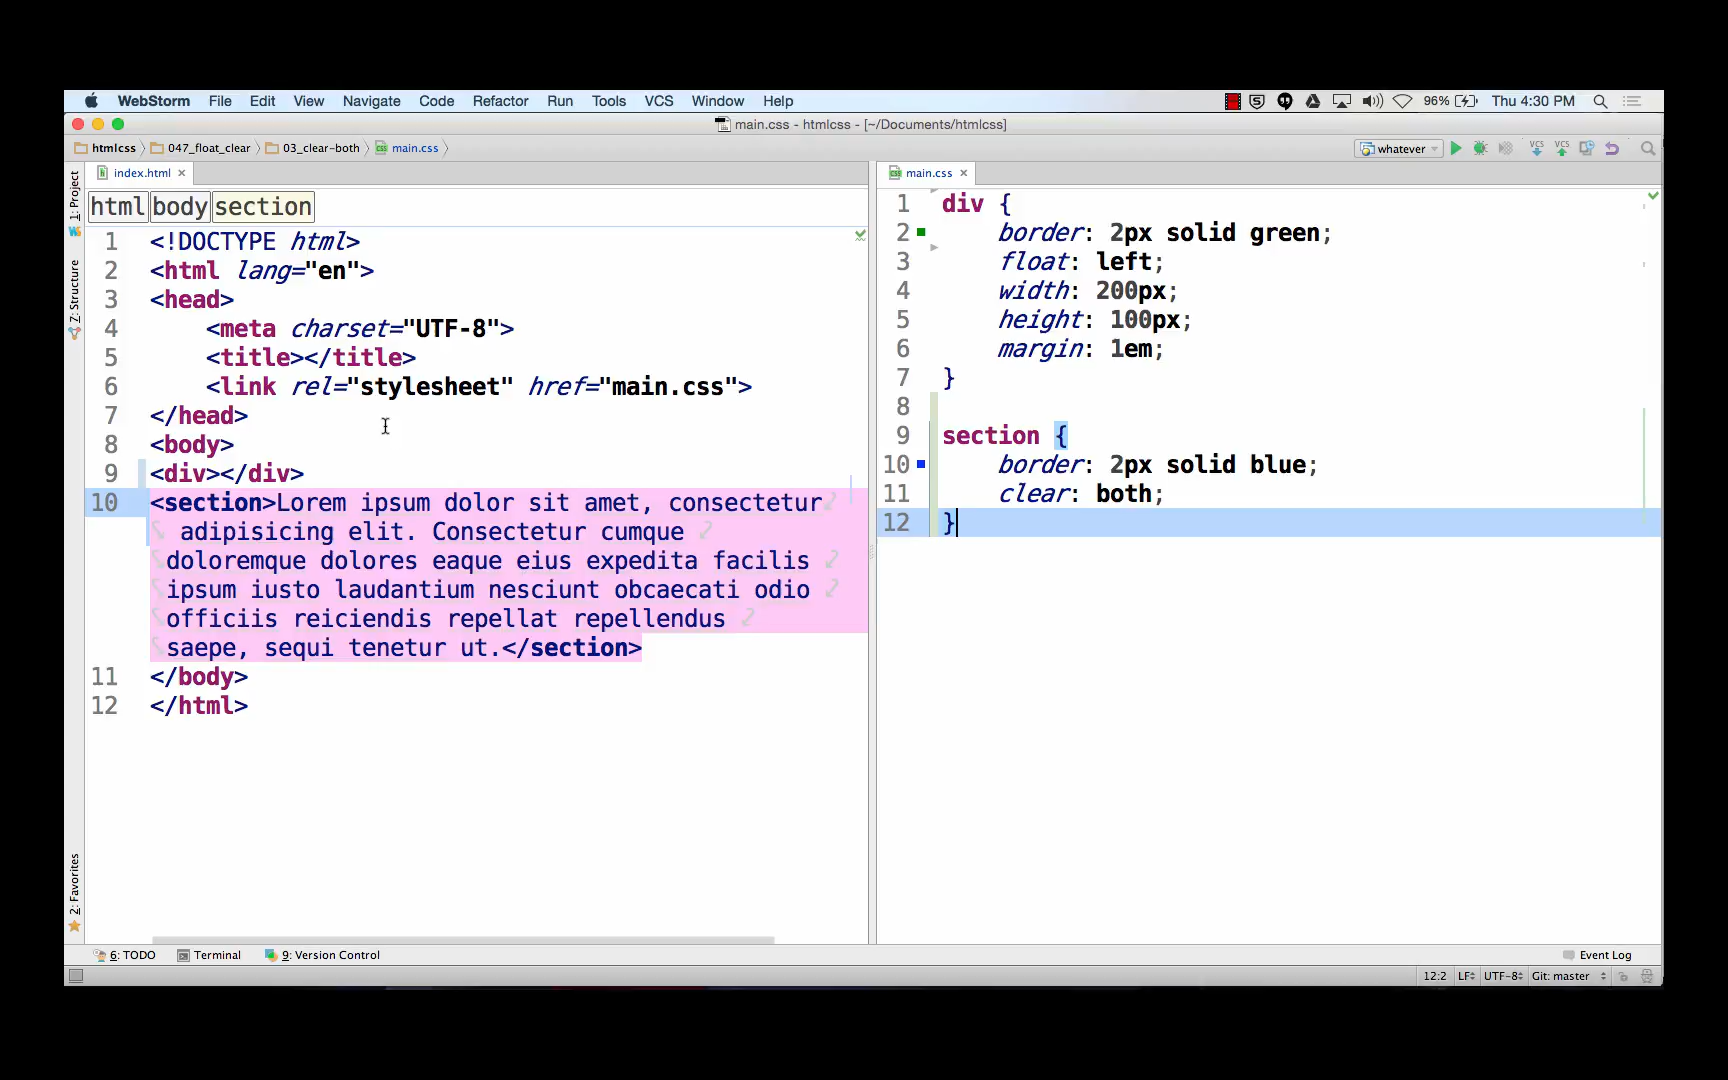 WebStorm File Edit View Navigate Code Refactor Run Tools VCS Window Help 96% Thu 4:30 PM
main.css - htmlcss - [~/Documents/htmlcss]
htmlcss 047_float_clear 03_clear-both main.css whatever VCS VCS
index.html
html body section
1 <!DOCTYPE html>
2 <html lang="en">
3 <head>
4 <meta charset="UTF-8">
5 <title></title>
6 <link rel="stylesheet" href="main.css">
7 </head>
8 <body>
9 <div></div>
10 <section>Lorem ipsum dolor sit amet, consectetur
adipisicing elit. Consectetur cumque
doloremque dolores eaque eius expedita facilis
ipsum iusto laudantium nesciunt obcaecati odio
officiis reiciendis repellat repellendus
saepe, sequi tenetur ut.</section>
11 </body>
12 </html>
main.css
1 div {
2 border: 2px solid green;
3 float: left;
4 width: 200px;
5 height: 100px;
6 margin: 1em;
7 }
8
9 section {
10 border: 2px solid blue;
11 clear: both;
12 }
1: Project
7: Structure
2: Favorites
6: TODO Terminal 9: Version Control Event Log
12:2 LF UTF-8 Git: master